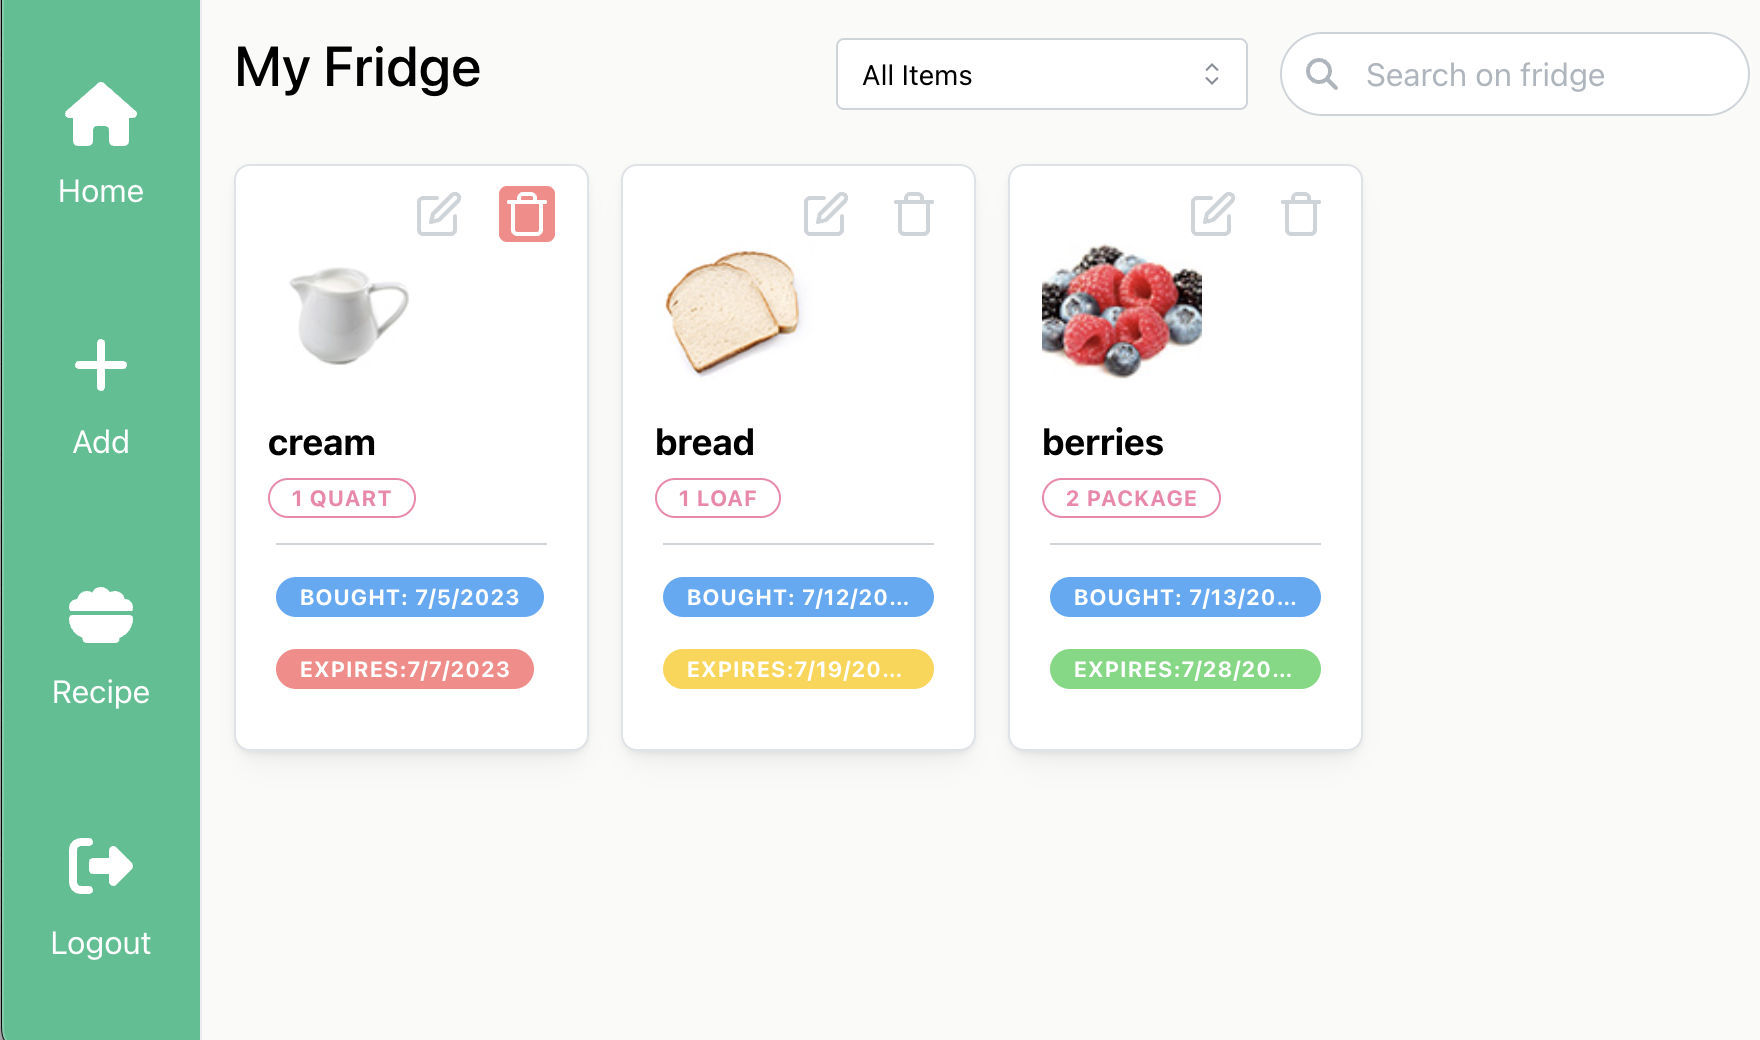 Home
Add
Recipe
Logout
My Fridge
All Items
Search on fridge
cream
1 QUART
BOUGHT: 7/5/2023
EXPIRES:7/7/2023
bread
1 LOAF
BOUGHT: 7/12/20...
EXPIRES:7/19/20...
berries
2 PACKAGE
BOUGHT: 7/13/20...
EXPIRES:7/28/20...